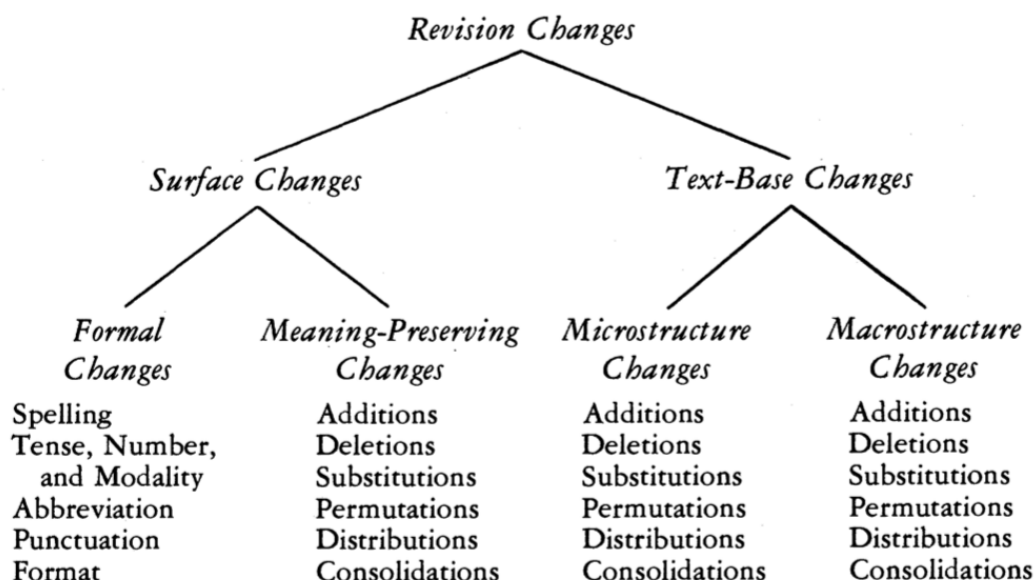 Revision Changes
Surface Changes
Text-Base Changes
Formal
Changes
Meaning-Preserving
Changes
Microstructure
Changes
Macrostructure
Changes
Spelling
Tense, Number,
and Modality
Abbreviation
Punctuation
Format
Additions
Deletions
Substitutions
Permutations
Distributions
Consolidations
Additions
Deletions
Substitutions
Permutations
Distributions
Consolidations
Additions
Deletions
Substitutions
Permutations
Distributions
Consolidations